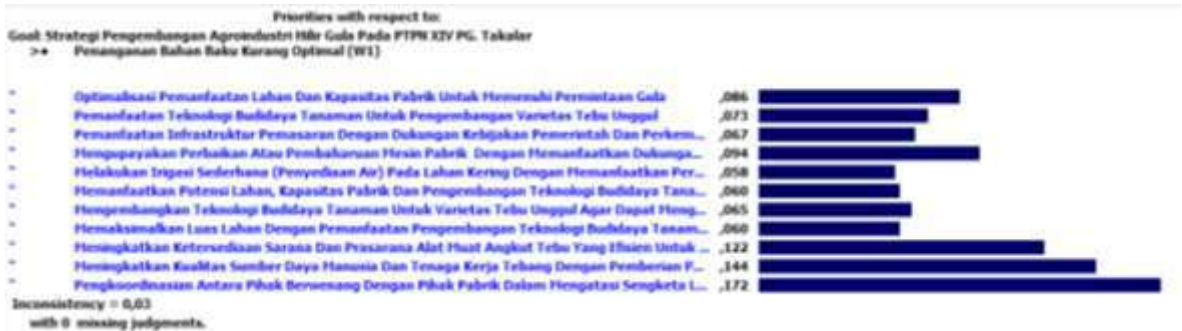 Priorities with respect to:
Goal: Strategi Pengembangan Agroindustri Hilir Gula Pada PTPN XIV PG. Takalar
>• Penanganan Bahan Baku Kurang Optimal (W1)
Optimalisasi Pemanfaatan Lahan Dan Kapasitas Pabrik Untuk Memenuhi Permintaan Gula ,086
Pemanfaatan Teknologi Budidaya Tanaman Untuk Pengembangan Varietas Tebu Unggul ,073
Pemanfaatan Infrastruktur Pemasaran Dengan Dukungan Kebijakan Pemerintah Dan Perkem... ,067
Mengupayakan Perbaikan Atau Pembaharuan Mesin Pabrik Dengan Memanfaatkan Dukunga... ,094
Melakukan Irigasi Sederhana (Penyediaan Air) Pada Lahan Kering Dengan Memanfaatkan Per... ,058
Memanfaatkan Potensi Lahan, Kapasitas Pabrik Dan Pengembangan Teknologi Budidaya Tana... ,060
Mengembangkan Teknologi Budidaya Tanaman Untuk Varietas Tebu Unggul Agar Dapat Meng... ,065
Memaksimalkan Luas Lahan Dengan Pemanfaatan Pengembangan Teknologi Budidaya Tanam... ,060
Meningkatkan Ketersediaan Sarana Dan Prasarana Alat Muat Angkut Tebu Yang Efisien Untuk ... ,122
Meningkatkan Kualitas Sumber Daya Manusia Dan Tenaga Kerja Tebang Dengan Pemberian P... ,144
Pengkoordinasian Antara Pihak Berwenang Dengan Pihak Pabrik Dalam Mengatasi Sengketa L... ,172
Inconsistency = 0,03
with 0 missing judgments.